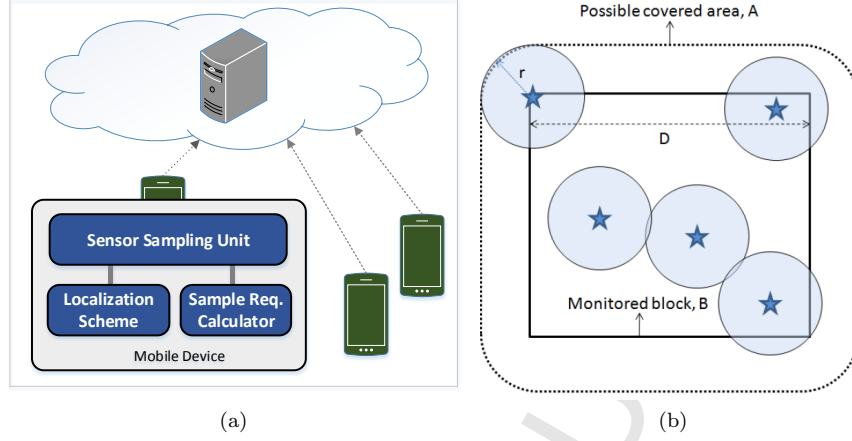 Sensor Sampling Unit
Localization
Scheme
Sample Req.
Calculator
Mobile Device
(a)
Possible covered area, A
r
D
Monitored block, B
(b)